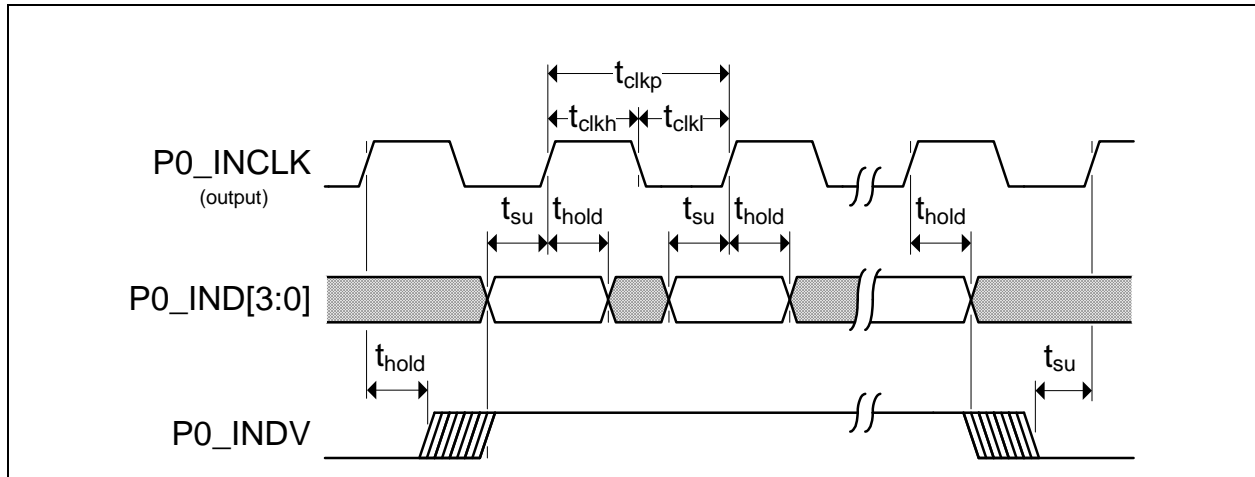 tclkp
tclkh tclkl
P0_INCLK
(output)
tsu thold tsu thold thold
P0_IND[3:0]
thold tsu
P0_INDV